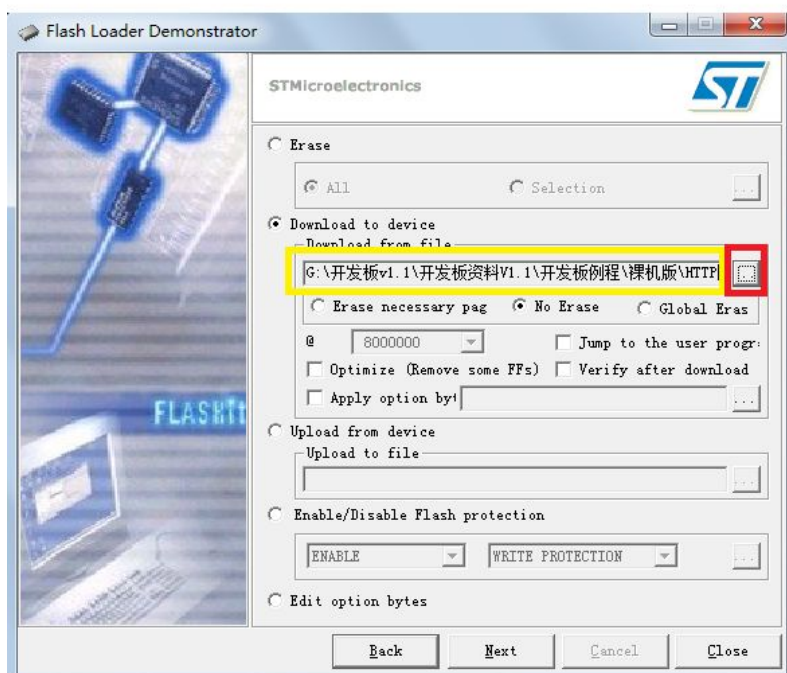 Flash Loader Demonstrator
STMicroelectronics
ST
Erase
All Selection ...
Download to device
Download from file
G:\开发板v1.1\开发板资料V1.1\开发板例程\裸机版\HTTP ...
Erase necessary pag No Erase Global Eras
@ 8000000 Jump to the user progr
Optimize (Remove some FFs) Verify after download
Apply option by ...
FLASHit
Upload from device
Upload to file
...
Enable/Disable Flash protection
ENABLE WRITE PROTECTION ...
Edit option bytes
Back Next Cancel Close